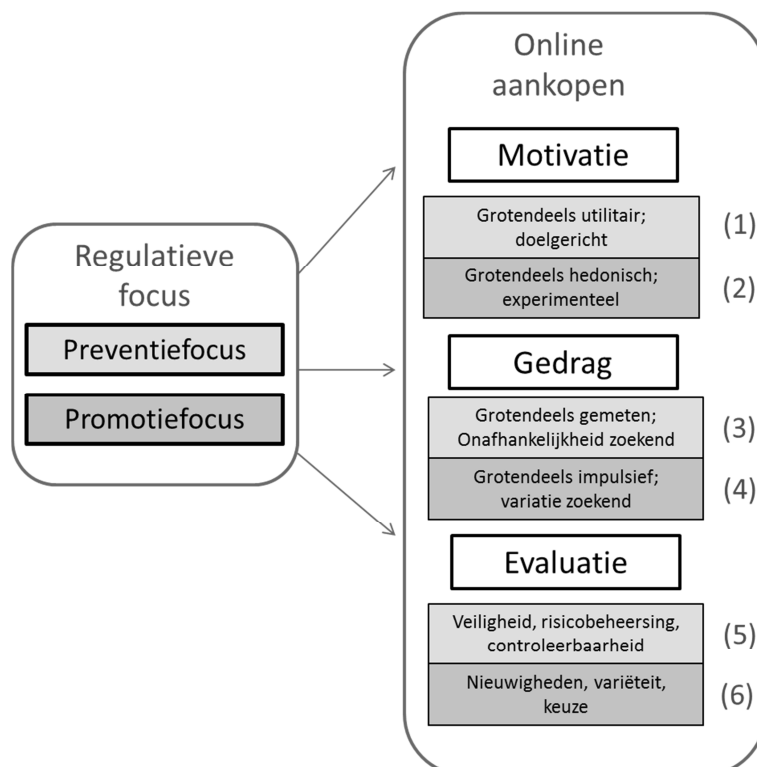 Regulatieve
focus
Preventiefocus
Promotiefocus
Online
aankopen
Motivatie
Grotendeels utilitair;
doelgericht
(1)
Grotendeels hedonisch;
experimenteel
(2)
Gedrag
Grotendeels gemeten;
Onafhankelijkheid zoekend
(3)
Grotendeels impulsief;
variatie zoekend
(4)
Evaluatie
Veiligheid, risicobeheersing,
controleerbaarheid
(5)
Nieuwigheden, variëteit,
keuze
(6)